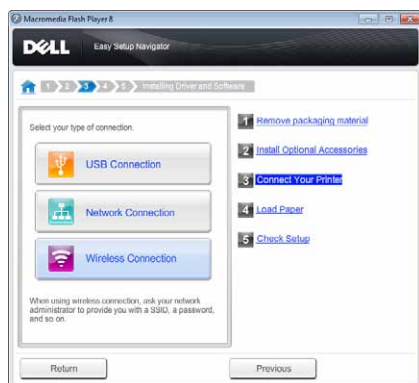 Macromedia Flash Player 8
DELL
Easy Setup Navigator
1 2 3 4 5 Installing Driver and Software
Select your type of connection.
USB Connection
Network Connection
Wireless Connection
When using wireless connection, ask your network
administrator to provide you with a SSID, a password,
and so on.
1 Remove packaging material
2 Install Optional Accessories
3 Connect Your Printer
4 Load Paper
5 Check Setup
Return
Previous